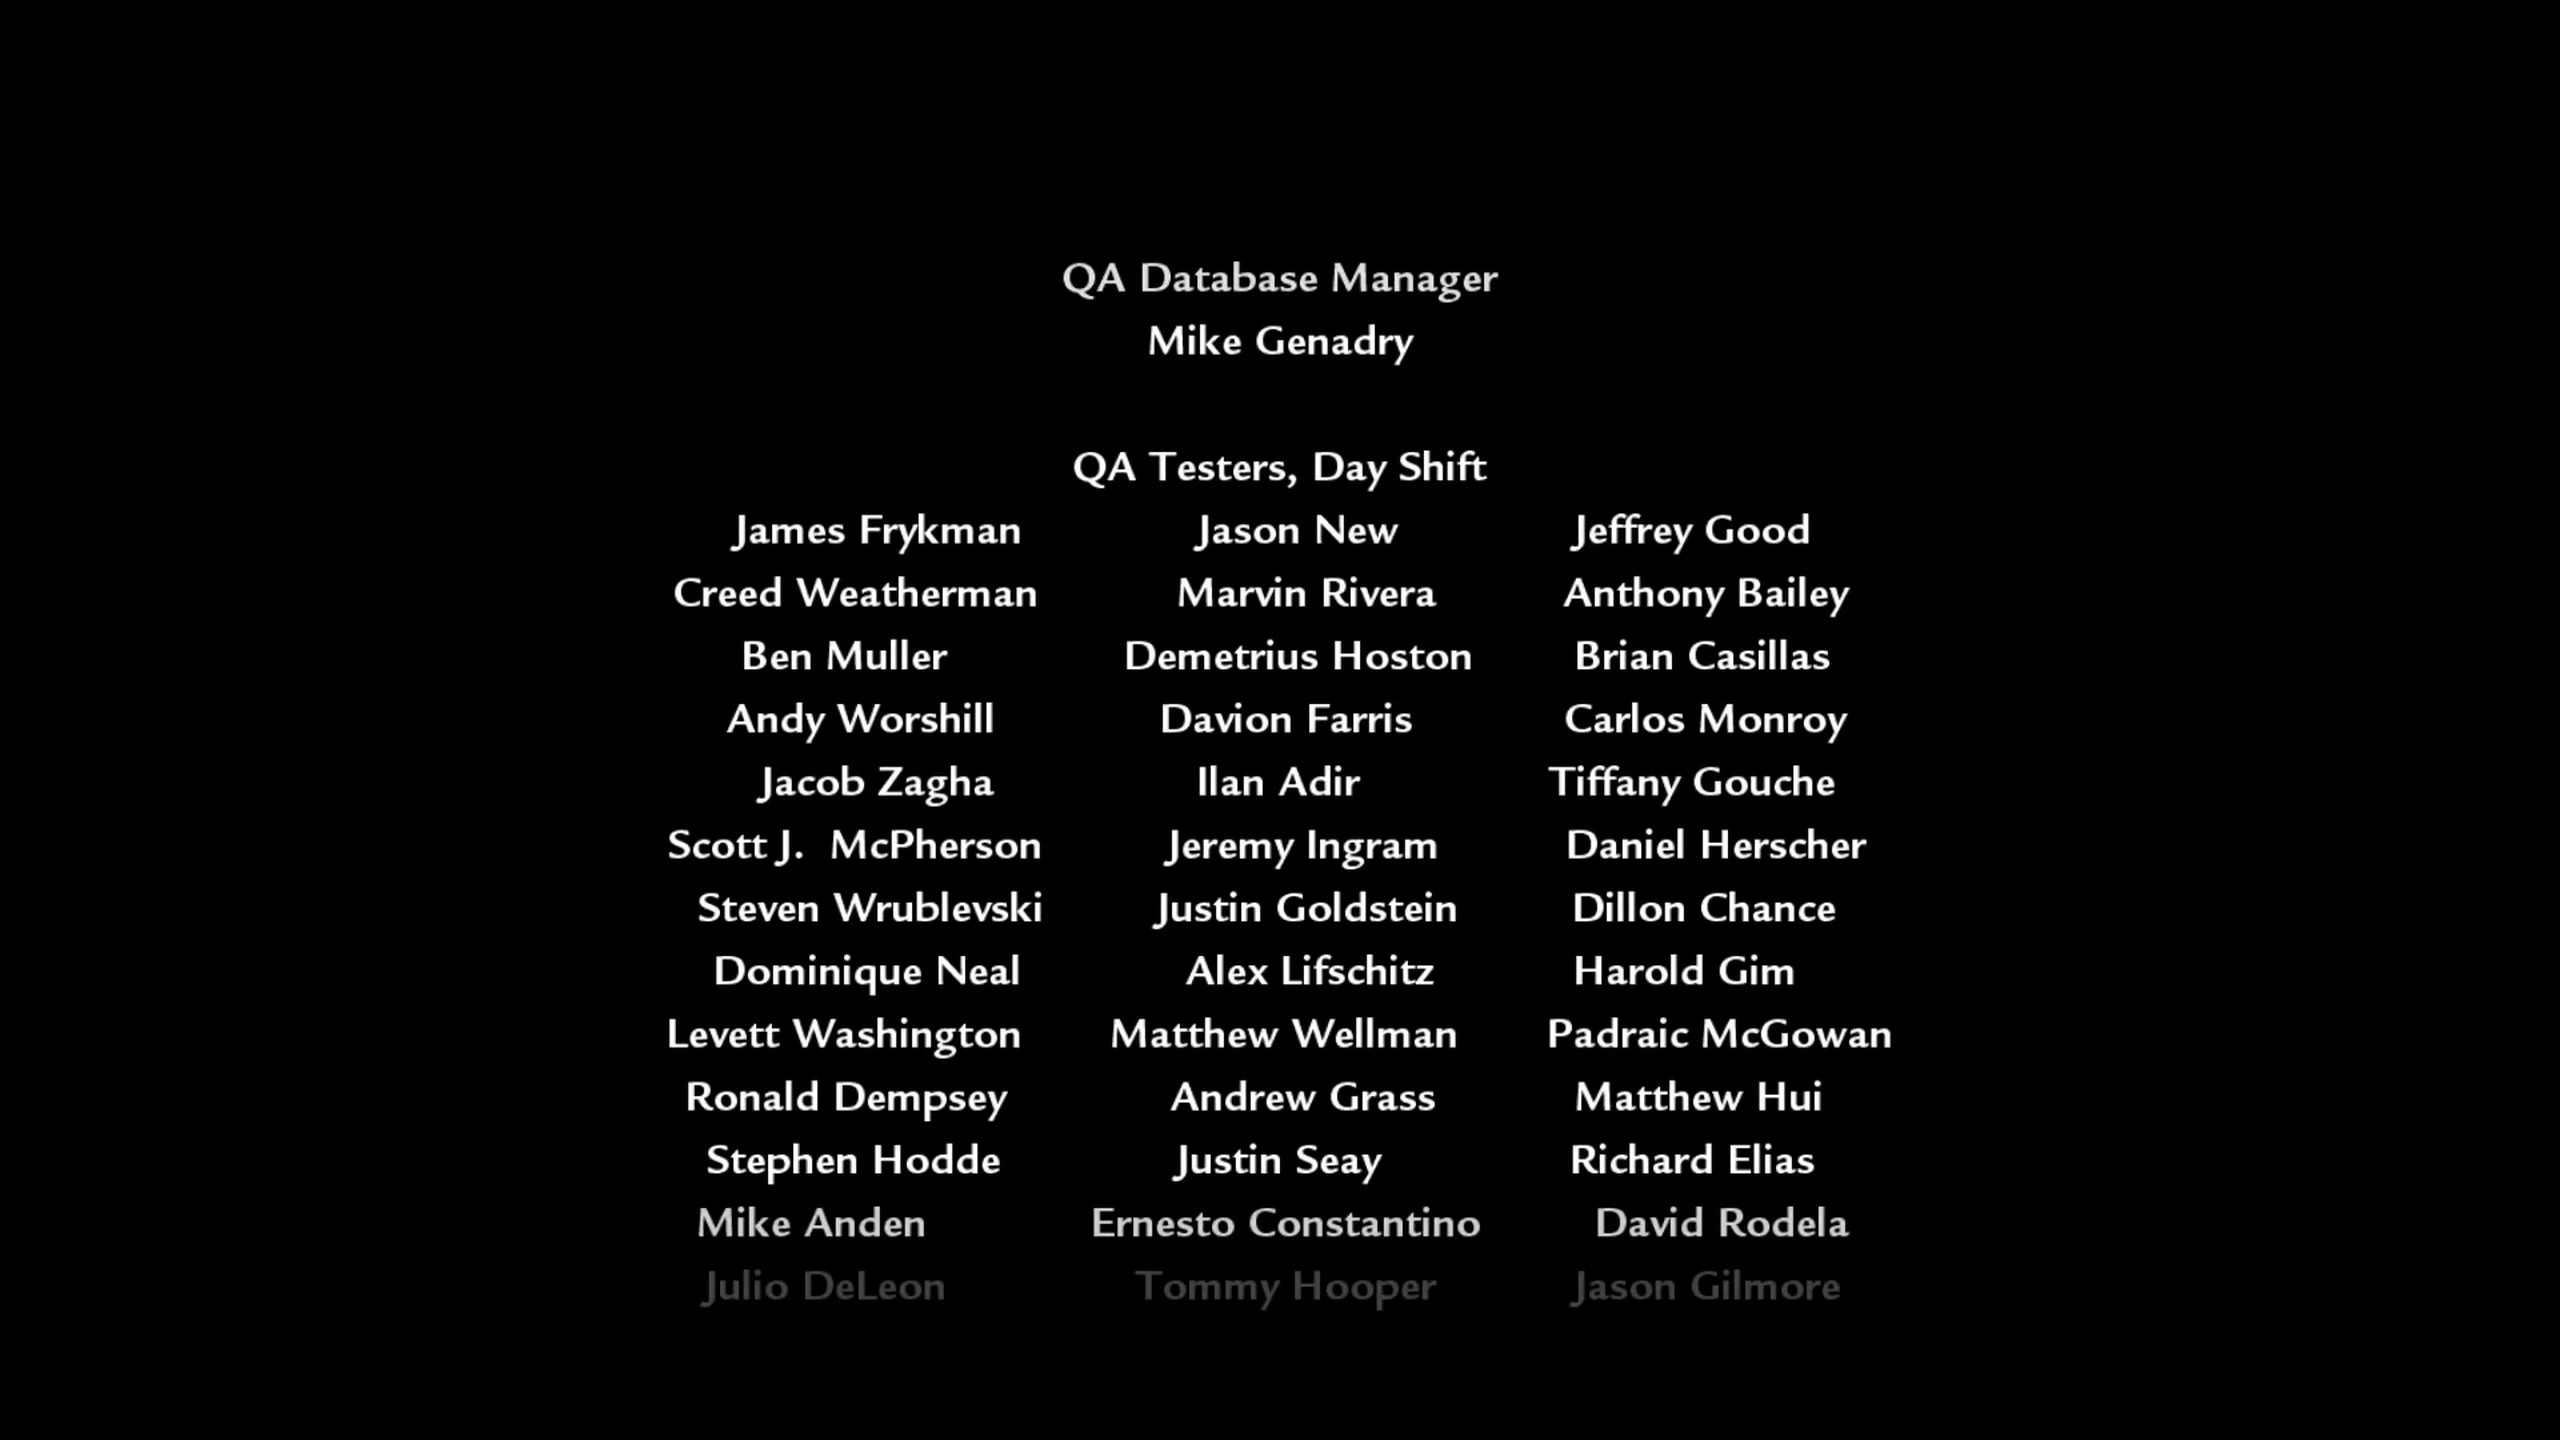 QA Database Manager
Mike Genadry
QA Testers, Day Shift
James Frykman Jason New Jeffrey Good
Creed Weatherman Marvin Rivera Anthony Bailey
Ben Muller Demetrius Hoston Brian Casillas
Andy Worshill Davion Farris Carlos Monroy
Jacob Zagha Ilan Adir Tiffany Gouche
Scott J. McPherson Jeremy Ingram Daniel Herscher
Steven Wrublevski Justin Goldstein Dillon Chance
Dominique Neal Alex Lifschitz Harold Gim
Levett Washington Matthew Wellman Padraic McGowan
Ronald Dempsey Andrew Grass Matthew Hui
Stephen Hodde Justin Seay Richard Elias
Mike Anden Ernesto Constantino David Rodela
Julio DeLeon Tommy Hooper Jason Gilmore